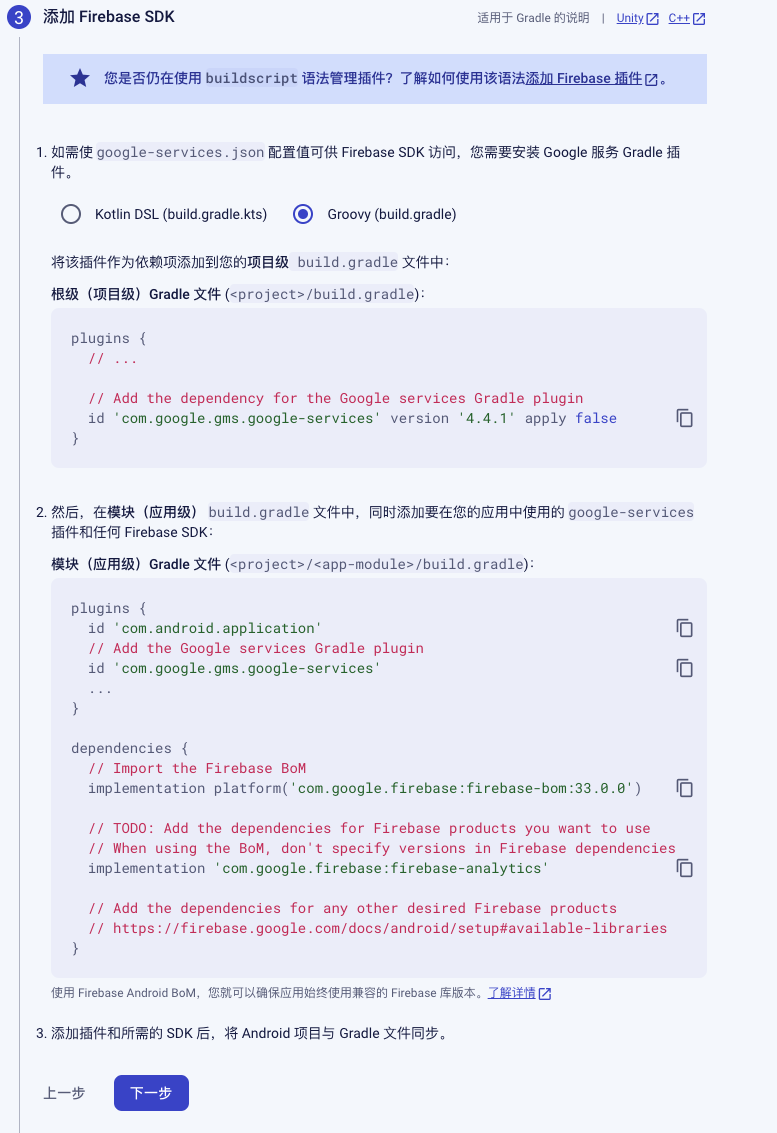 3 添加 Firebase SDK
适用于 Gradle 的说明 | Unity C++
您是否仍在使用 buildscript 语法管理插件？了解如何使用该语法添加 Firebase 插件。
1. 如需使 google-services.json 配置值可供 Firebase SDK 访问，您需要安装 Google 服务 Gradle 插
件。
Kotlin DSL (build.gradle.kts) Groovy (build.gradle)
将该插件作为依赖项添加到您的项目级 build.gradle 文件中：
根级（项目级）Gradle 文件 (<project>/build.gradle)：
plugins {
// ...
// Add the dependency for the Google services Gradle plugin
id 'com.google.gms.google-services' version '4.4.1' apply false
}
2. 然后，在模块（应用级） build.gradle 文件中，同时添加要在您的应用中使用的 google-services
插件和任何 Firebase SDK：
模块（应用级）Gradle 文件 (<project>/<app-module>/build.gradle)：
plugins {
id 'com.android.application'
// Add the Google services Gradle plugin
id 'com.google.gms.google-services'
...
}
dependencies {
// Import the Firebase BoM
implementation platform('com.google.firebase:firebase-bom:33.0.0')
// TODO: Add the dependencies for Firebase products you want to use
// When using the BoM, don't specify versions in Firebase dependencies
implementation 'com.google.firebase:firebase-analytics'
// Add the dependencies for any other desired Firebase products
// https://firebase.google.com/docs/android/setup#available-libraries
}
使用 Firebase Android BoM，您就可以确保应用始终使用兼容的 Firebase 库版本。了解详情
3. 添加插件和所需的 SDK 后，将 Android 项目与 Gradle 文件同步。
上一步 下一步